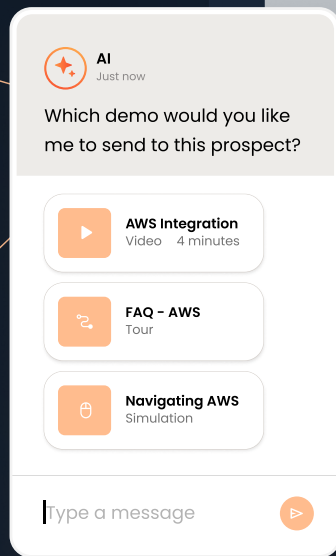 AI
Just now
Which demo would you like
me to send to this prospect?
AWS Integration
Video 4 minutes
FAQ - AWS
Tour
Navigating AWS
Simulation
Type a message